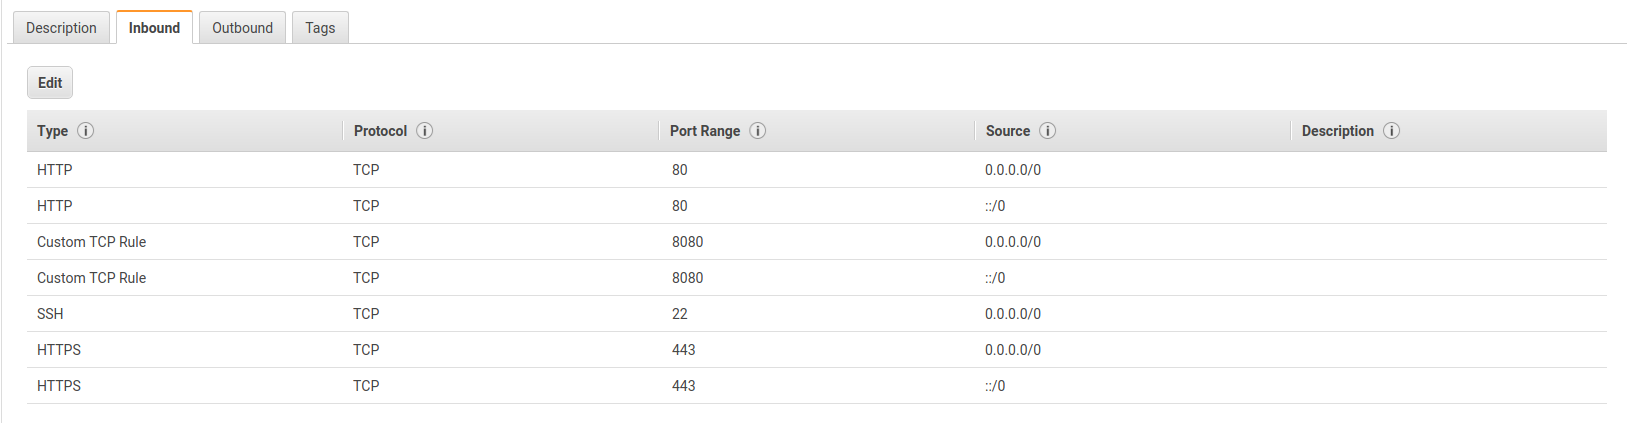 Description Inbound Outbound Tags
Edit
Type Protocol Port Range Source Description
HTTP TCP 80 0.0.0.0/0
HTTP TCP 80 ::/0
Custom TCP Rule TCP 8080 0.0.0.0/0
Custom TCP Rule TCP 8080 ::/0
SSH TCP 22 0.0.0.0/0
HTTPS TCP 443 0.0.0.0/0
HTTPS TCP 443 ::/0